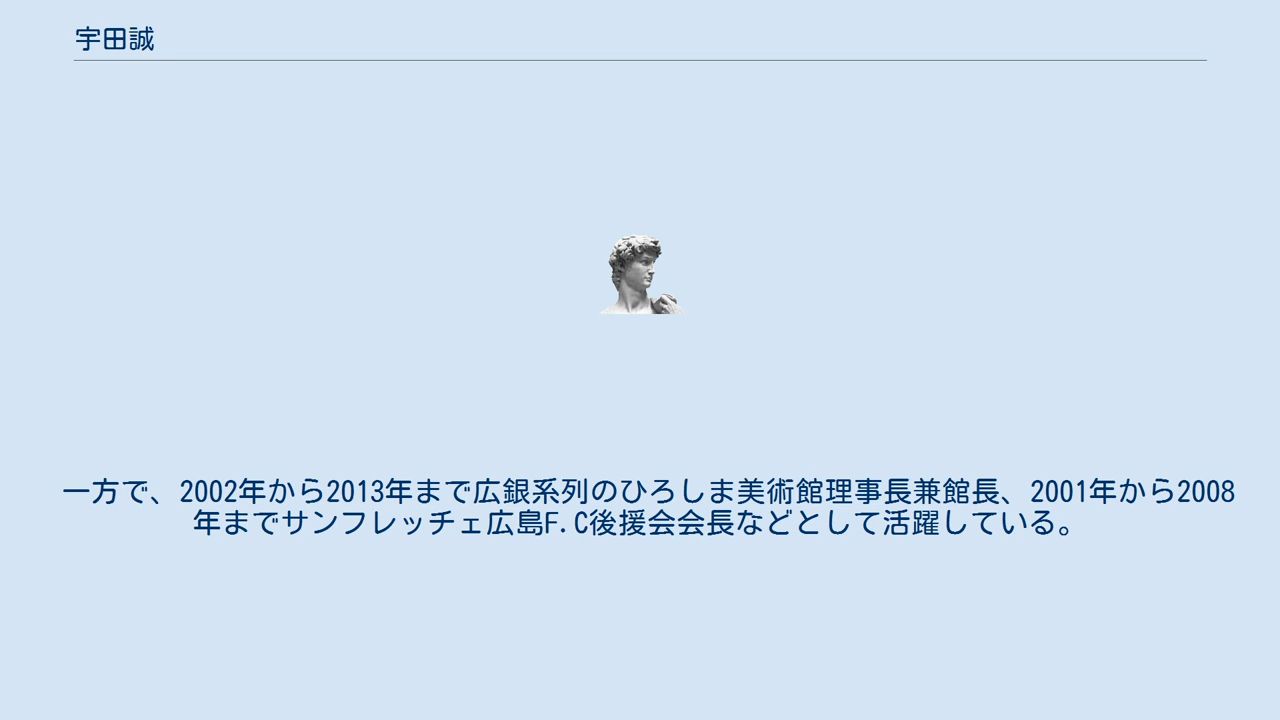 宇田誠
一方で、2002年から2013年まで広銀系列のひろしま美術館理事長兼館長、2001年から2008
年までサンフレッチェ広島F.C後援会会長などとして活躍している。